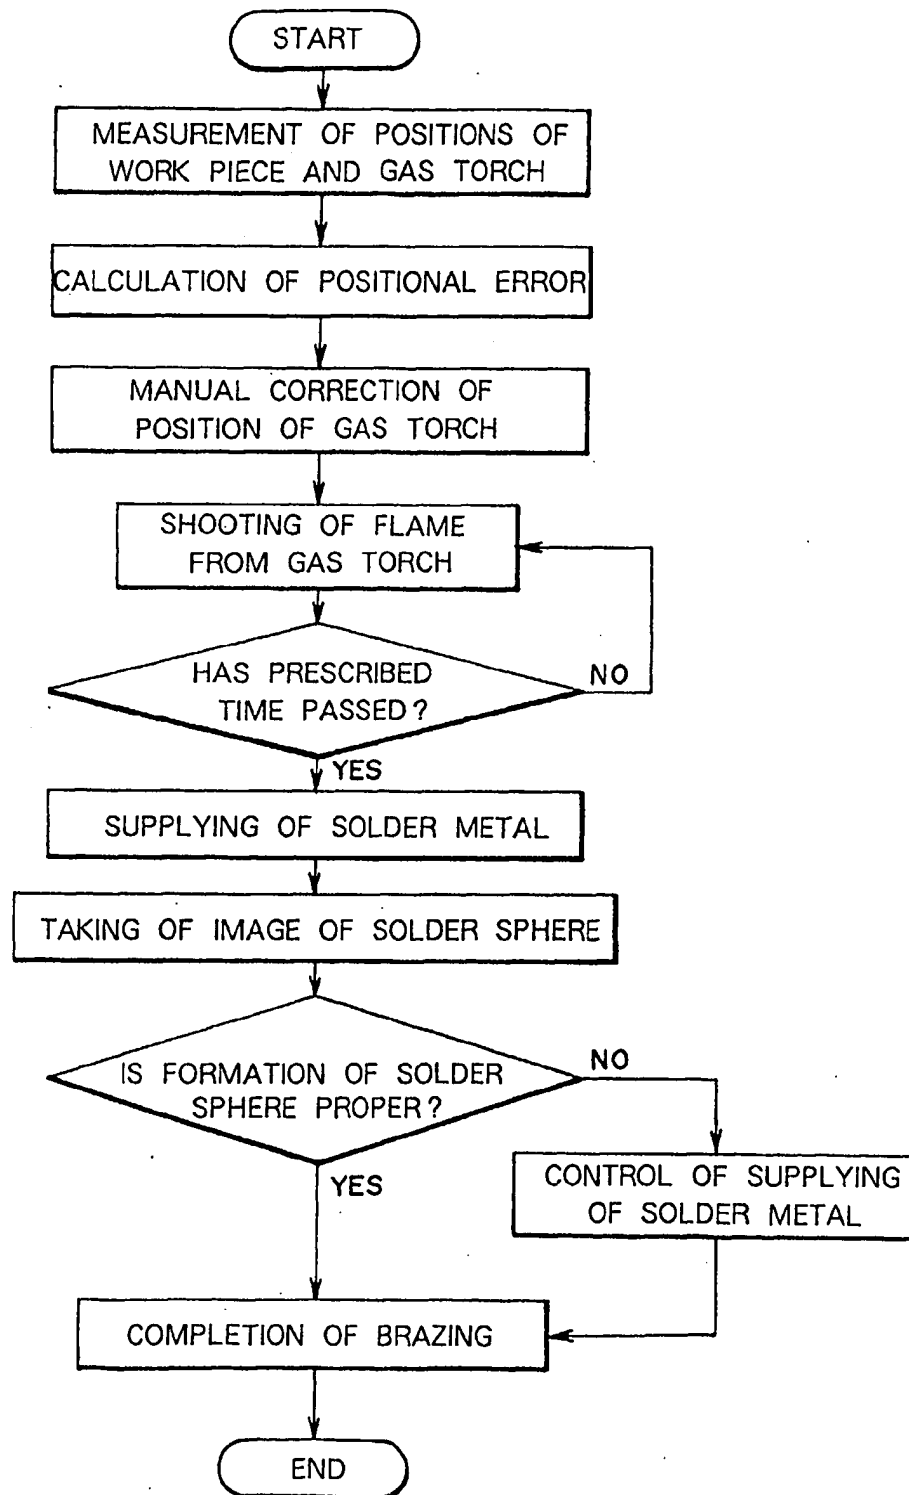 START
MEASUREMENT OF POSITIONS OF
WORK PIECE AND GAS TORCH
CALCULATION OF POSITIONAL ERROR
MANUAL CORRECTION OF
POSITION OF GAS TORCH
SHOOTING OF FLAME
FROM GAS TORCH
HAS PRESCRIBED
TIME PASSED?
NO
YES
SUPPLYING OF SOLDER METAL
TAKING OF IMAGE OF SOLDER SPHERE
IS FORMATION OF SOLDER
SPHERE PROPER?
NO
YES
CONTROL OF SUPPLYING
OF SOLDER METAL
COMPLETION OF BRAZING
END